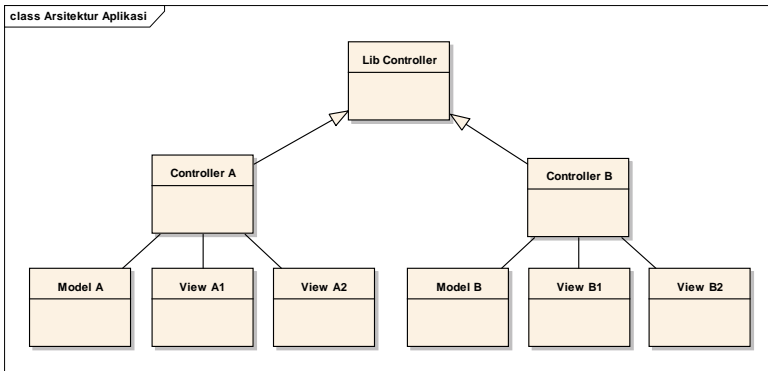 class Arsitektur Aplikasi
Lib Controller
Controller A
Controller B
Model A
View A1
View A2
Model B
View B1
View B2